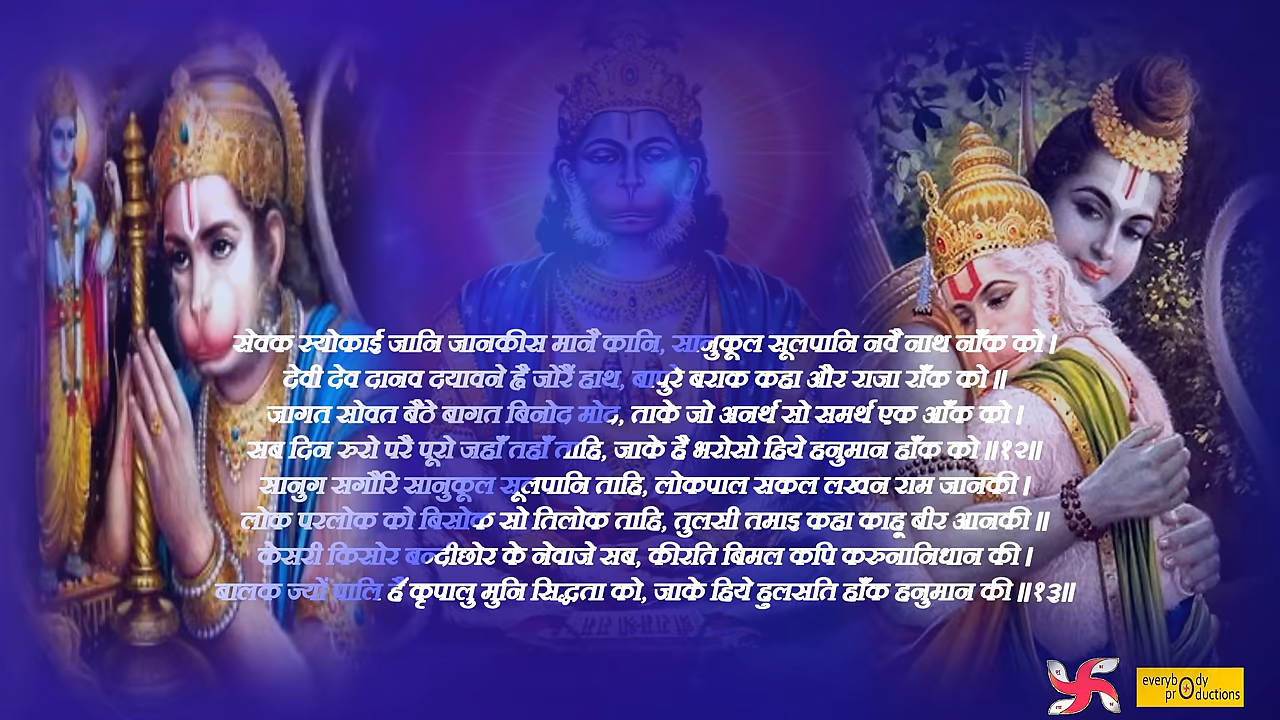 सेवक स्योकाई जानि जानकीस मानै कानि, सानुकूल सूलपानि नवै नाथ नाँक को।
देवी देव दानव दयावने ह्वै जोरैं हाथ, बापुरे बराक कहा और राजा राँक को॥
जागत सोवत बैठे बागत बिनोद मोद, ताके जो अनर्थ सो समर्थ एक आँक को।
सब दिन रुरो परै पूरो जहाँ तहाँ ताहि, जाके है भरोसो हिये हनुमान हाँक को॥१२॥
सानुग सगौरि सानुकूल सूलपानि ताहि, लोकपाल सकल लखन राम जानकी।
लोक परलोक को बिसोक सो तिलोक ताहि, तुलसी तमाइ कहा काहू बीर आनकी॥
केसरी किसोर बन्दीछोर के नेवाजे सब, कीरति बिमल कपि करुनानिधान की।
बालक ज्यों पालि हैं कृपालु मुनि सिद्धता को, जाके हिये हुलसति हाँक हनुमान की॥१३॥
everybody
productions